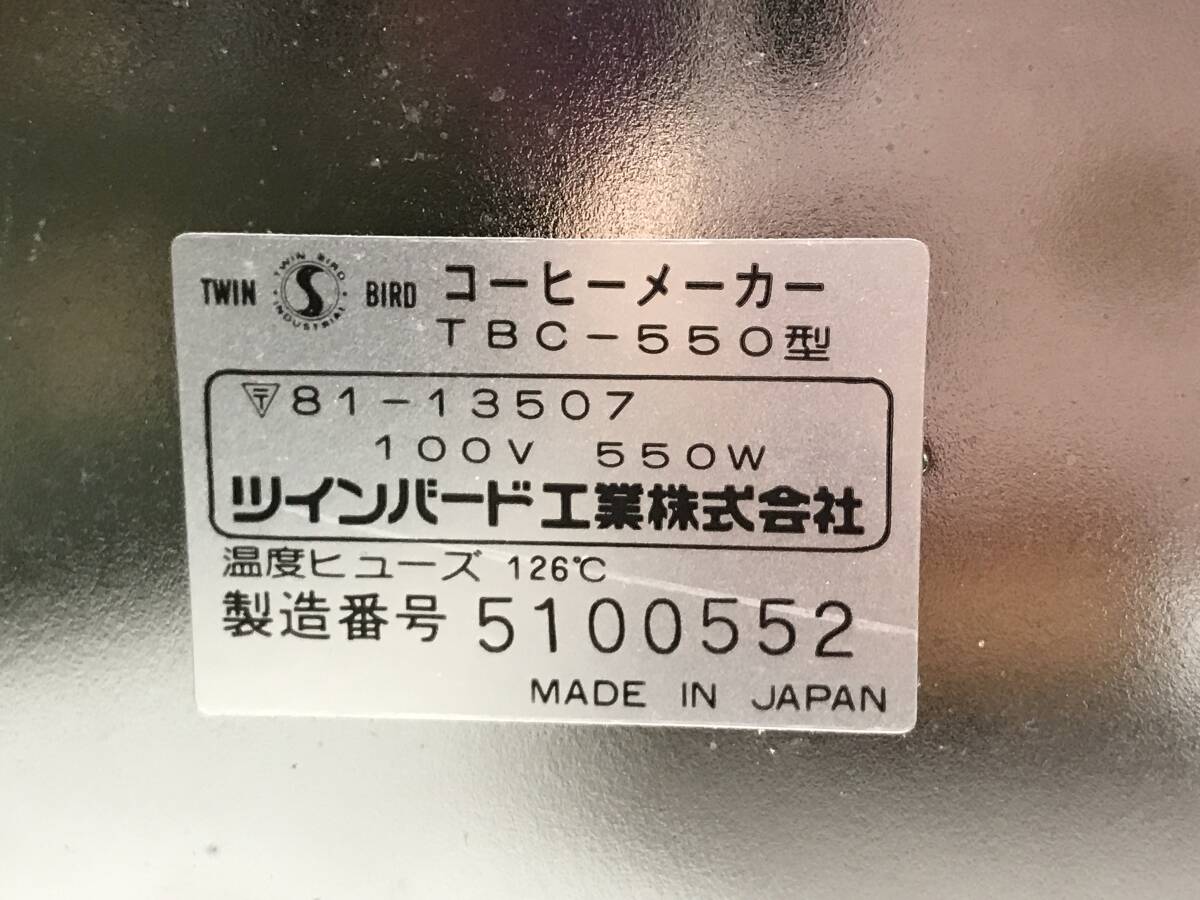 TWIN BIRD コーヒーメーカー
TWIN BIRD INDUSTRIAL
TBC-550型
〒81-13507
100V 550W
ツインバード工業株式会社
温度ヒューズ 126℃
製造番号 5100552
MADE IN JAPAN